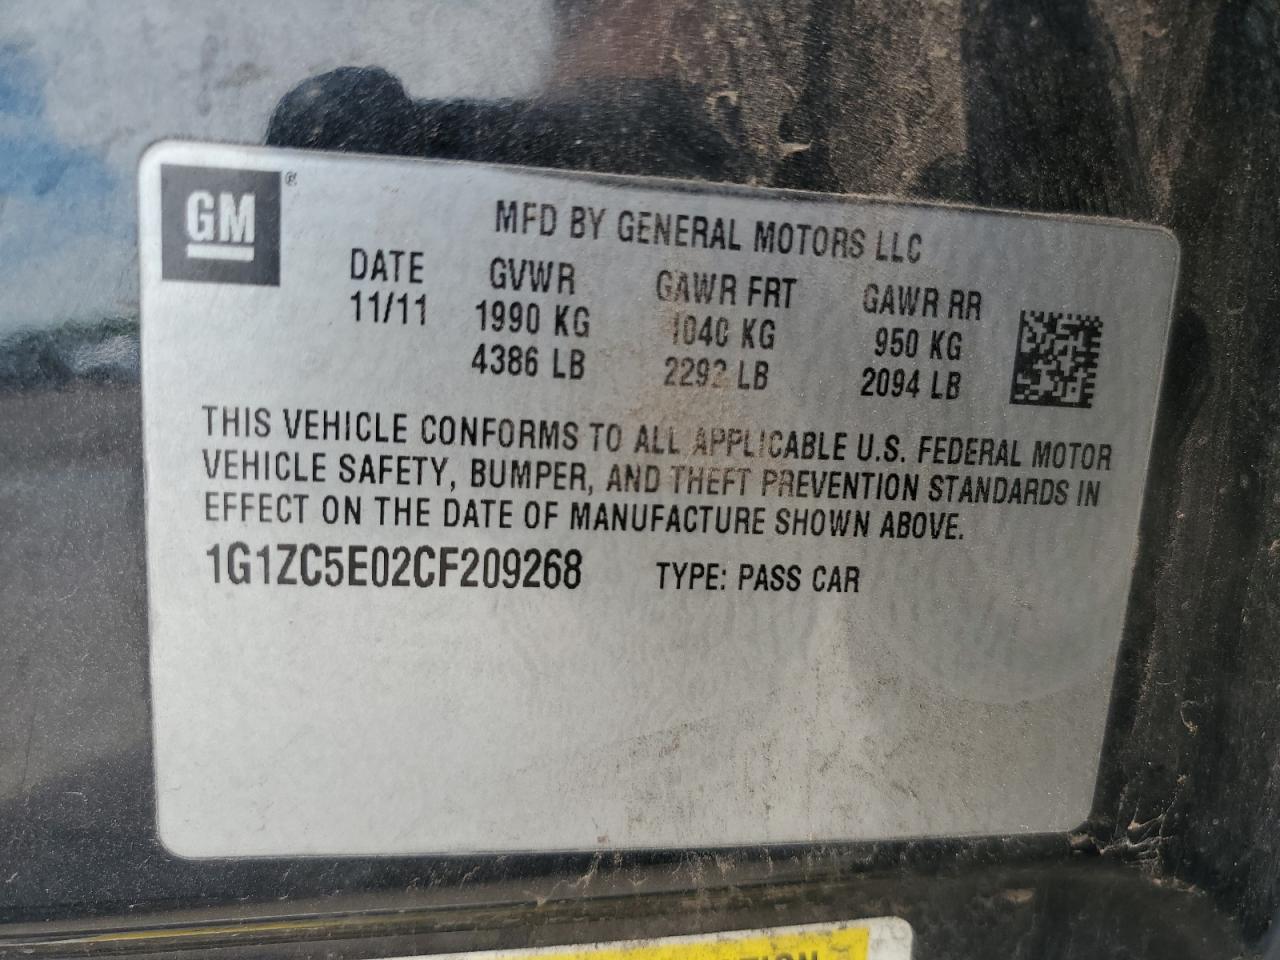 GM ®
MFD BY GENERAL MOTORS LLC
DATE GVWR GAWR FRT GAWR RR
11/11 1990 KG 1040 KG 950 KG
4386 LB 2292 LB 2094 LB
THIS VEHICLE CONFORMS TO ALL APPLICABLE U.S. FEDERAL MOTOR
VEHICLE SAFETY, BUMPER, AND THEFT PREVENTION STANDARDS IN
EFFECT ON THE DATE OF MANUFACTURE SHOWN ABOVE.
1G1ZC5E02CF209268 TYPE: PASS CAR